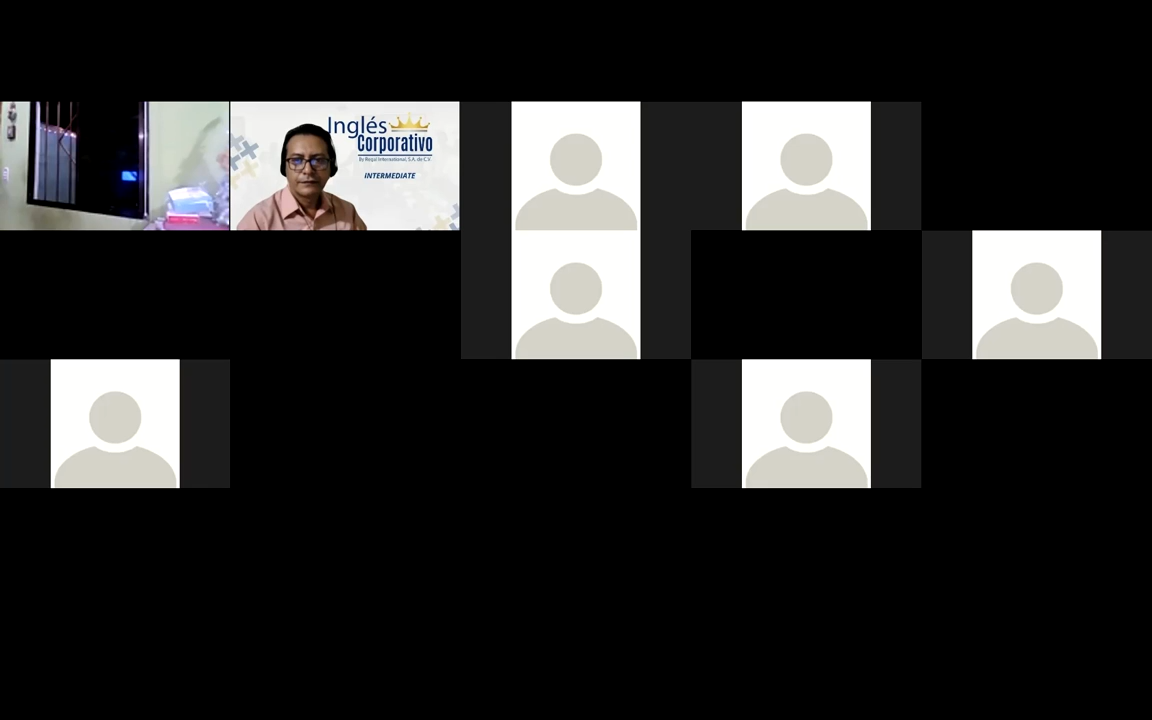 Inglés
Corporativo
By Regal International, S.A. de C.V.
INTERMEDIATE